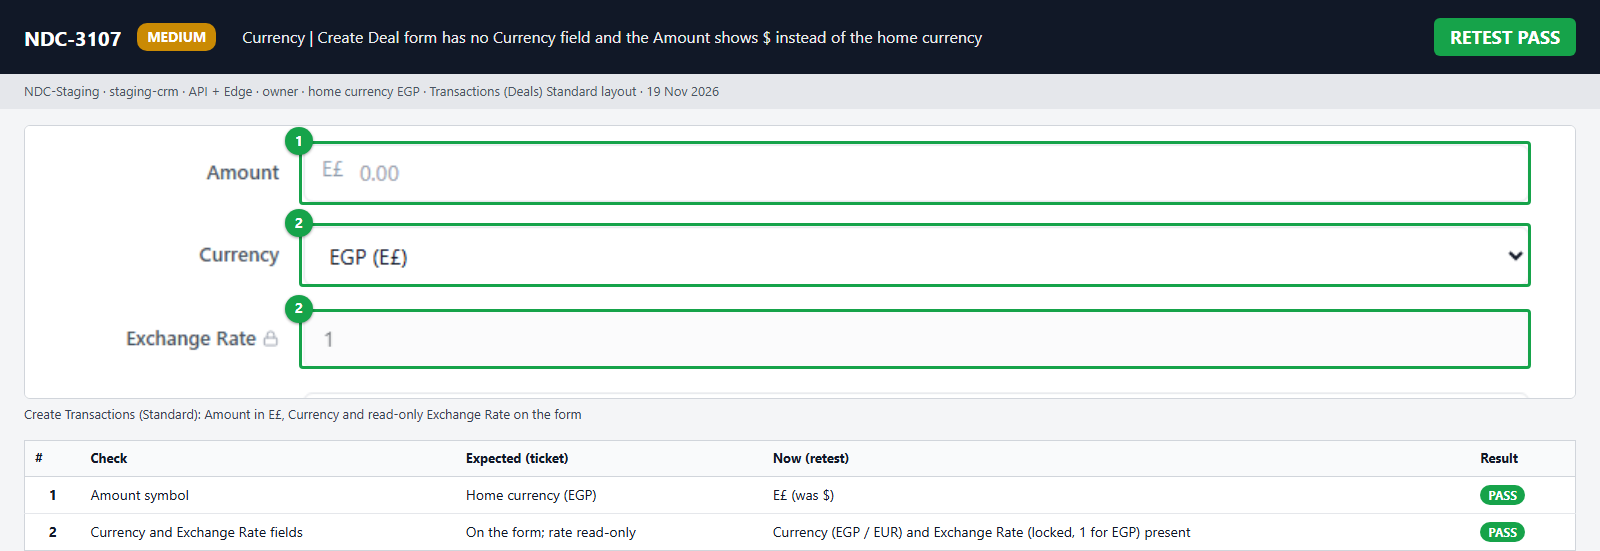 NDC-3107 MEDIUM Currency | Create Deal form has no Currency field and the Amount shows $ instead of the home currency RETEST PASS
NDC-Staging · staging-crm · API + Edge · owner · home currency EGP · Transactions (Deals) Standard layout · 19 Nov 2026
1
Amount E£ 0.00
2
Currency EGP (E£)
2
Exchange Rate 1
Create Transactions (Standard): Amount in E£, Currency and read-only Exchange Rate on the form
# Check Expected (ticket) Now (retest) Result
1 Amount symbol Home currency (EGP) E£ (was $) PASS
2 Currency and Exchange Rate fields On the form; rate read-only Currency (EGP / EUR) and Exchange Rate (locked, 1 for EGP) present PASS